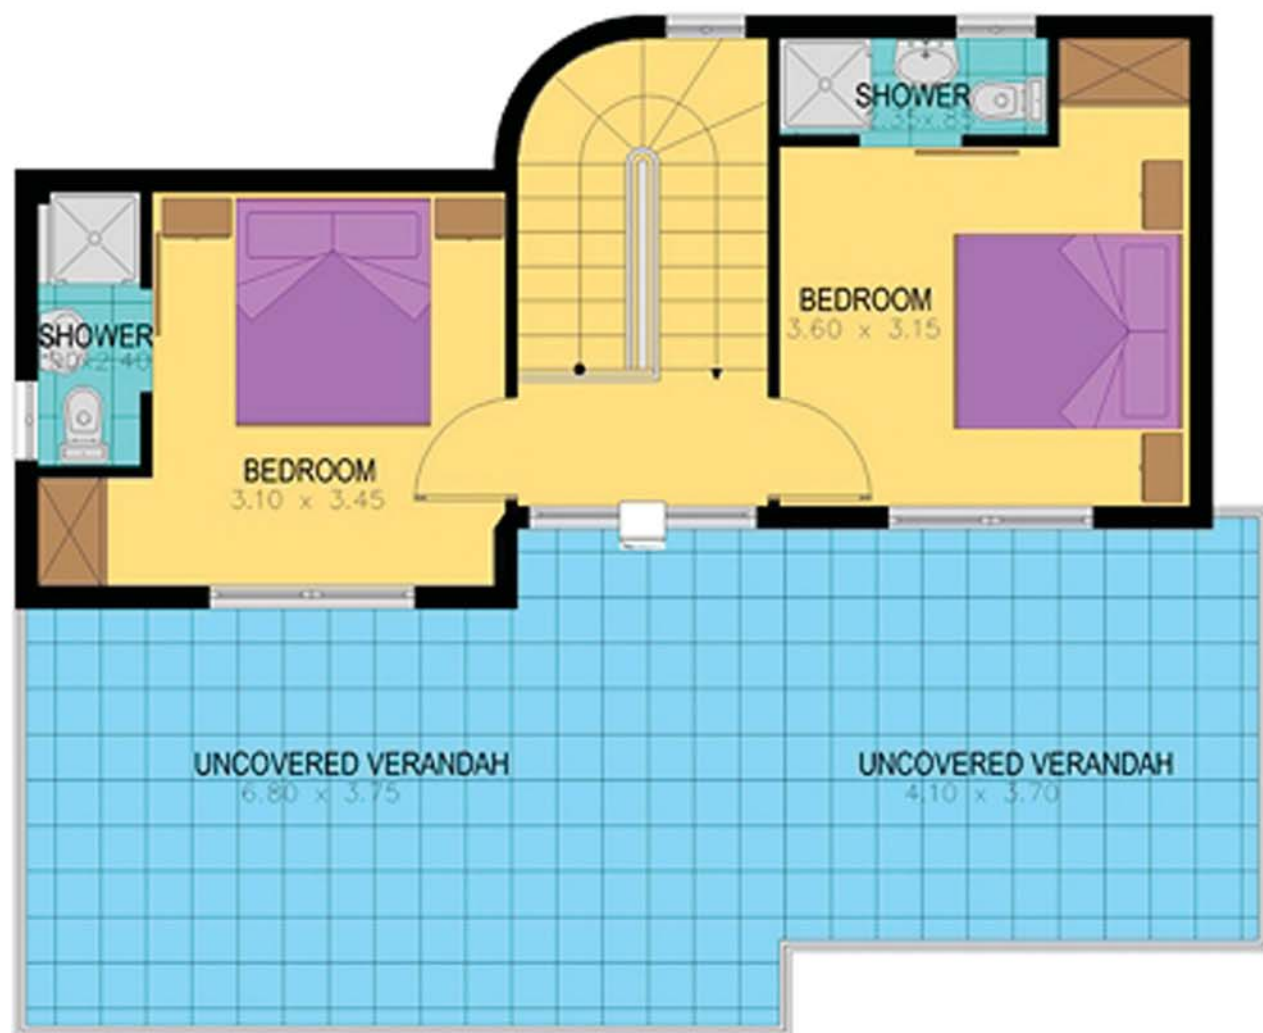 SHOWER
BEDROOM
3.60 x 3.15
SHOWER
BEDROOM
3.10 x 3.45
UNCOVERED VERANDAH
6.80 x 3.75
UNCOVERED VERANDAH
4.10 x 3.70